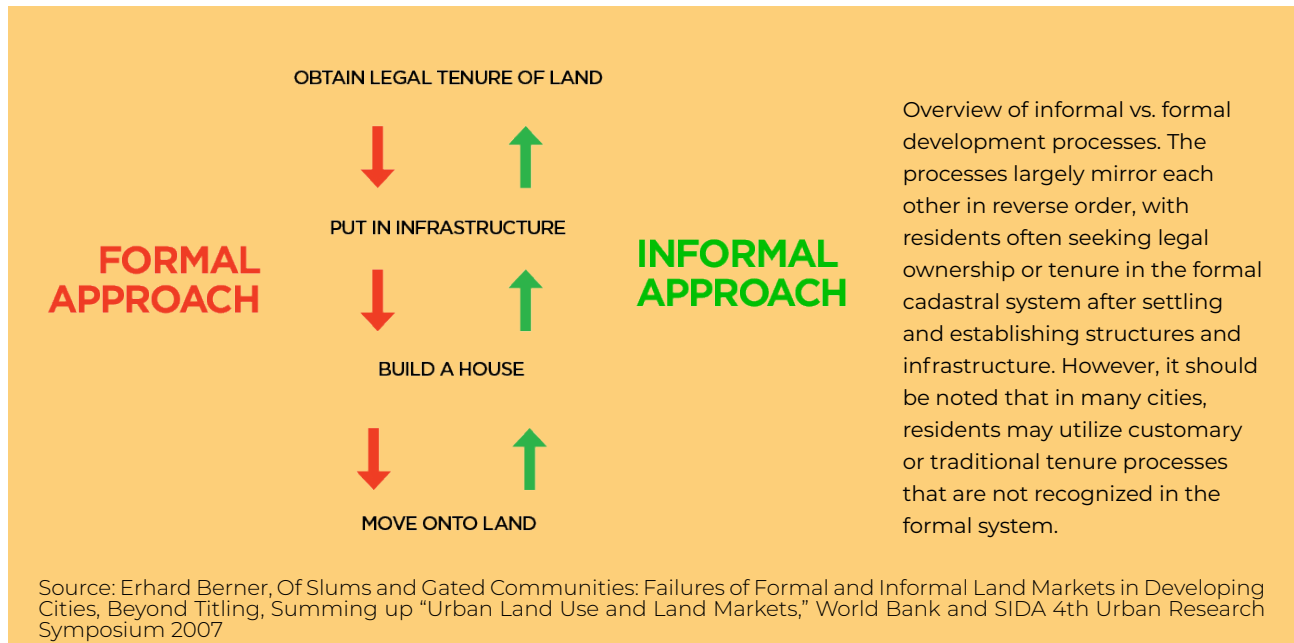 OBTAIN LEGAL TENURE OF LAND
PUT IN INFRASTRUCTURE
FORMAL
APPROACH
INFORMAL
APPROACH
BUILD A HOUSE
MOVE ONTO LAND
Overview of informal vs. formal
development processes. The
processes largely mirror each
other in reverse order, with
residents often seeking legal
ownership or tenure in the formal
cadastral system after settling
and establishing structures and
infrastructure. However, it should
be noted that in many cities,
residents may utilize customary
or traditional tenure processes
that are not recognized in the
formal system.
Source: Erhard Berner, Of Slums and Gated Communities: Failures of Formal and Informal Land Markets in Developing
Cities, Beyond Titling, Summing up “Urban Land Use and Land Markets,” World Bank and SIDA 4th Urban Research
Symposium 2007